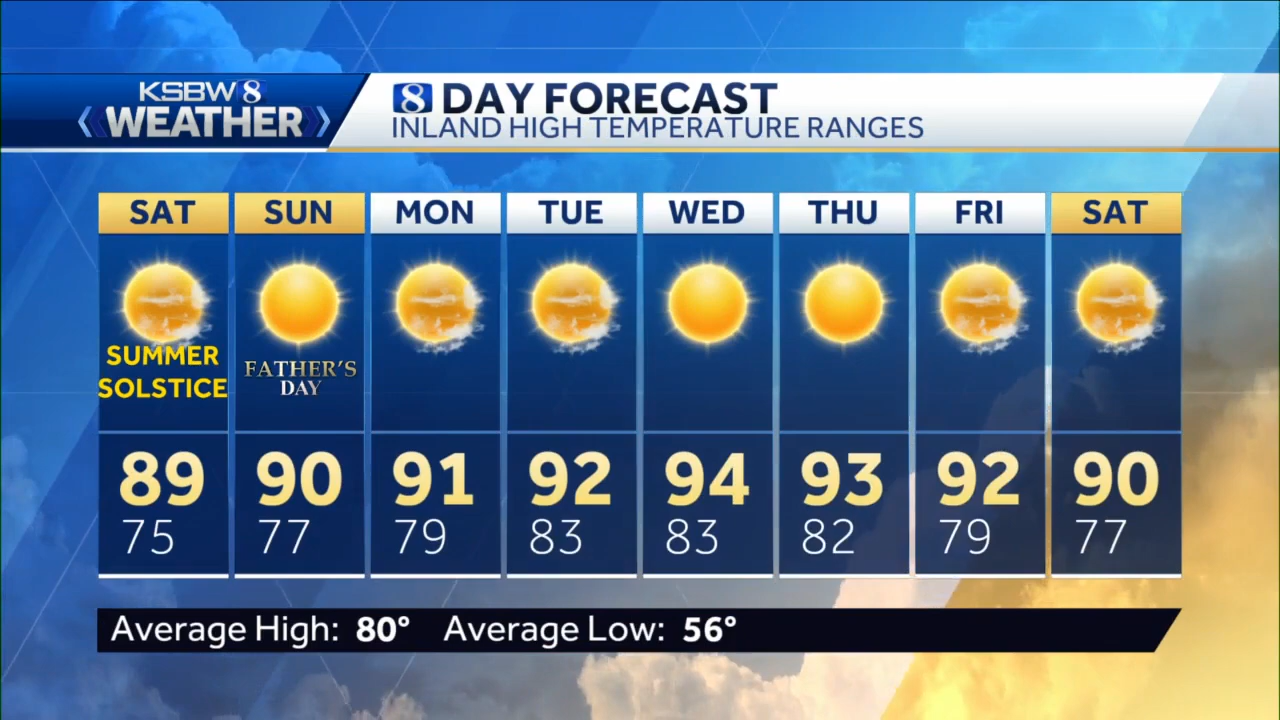 KSBW 8
WEATHER
8 DAY FORECAST
INLAND HIGH TEMPERATURE RANGES
SAT SUN MON TUE WED THU FRI SAT
SUMMER
SOLSTICE
FATHER'S
DAY
89 90 91 92 94 93 92 90
75 77 79 83 83 82 79 77
Average High: 80° Average Low: 56°